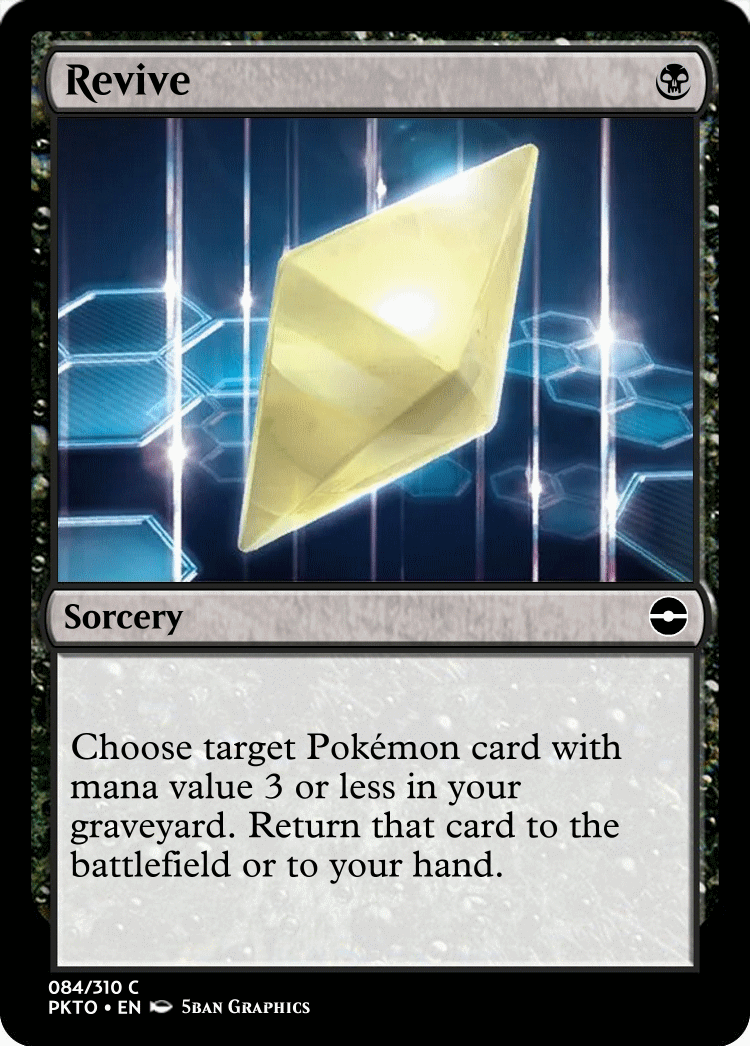 Revive
Sorcery
Choose target Pokémon card with
mana value 3 or less in your
graveyard. Return that card to the
battlefield or to your hand.
084/310 C
PKTO • EN 5ban Graphics